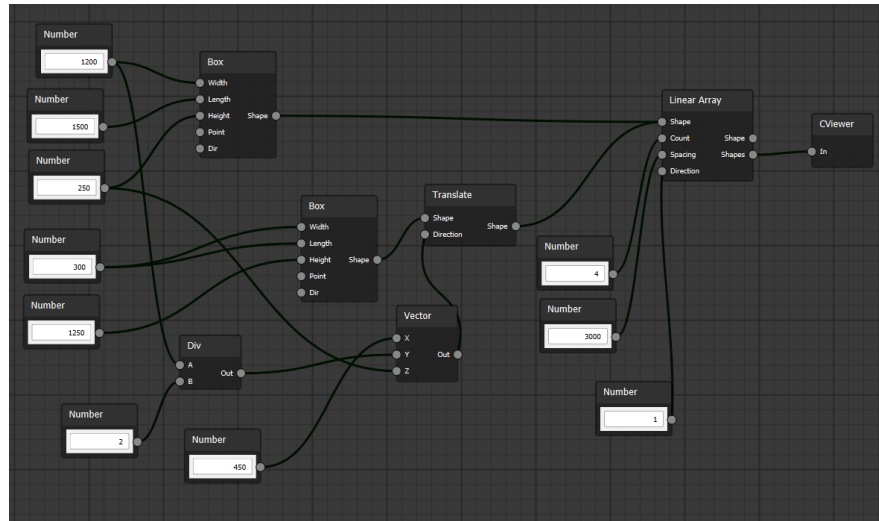 Number
1200
Number
1500
Number
250
Box
Width
Length
Height Shape
Point
Dir
Number
300
Number
1250
Box
Width
Length
Height Shape
Point
Dir
Translate
Shape
Shape
Direction
Div
A
Out
B
Vector
X
Y Out
Z
Number
2
Number
450
Linear Array
Shape
Count Shape
Spacing Shapes
Direction
CViewer
In
Number
4
Number
3000
Number
1